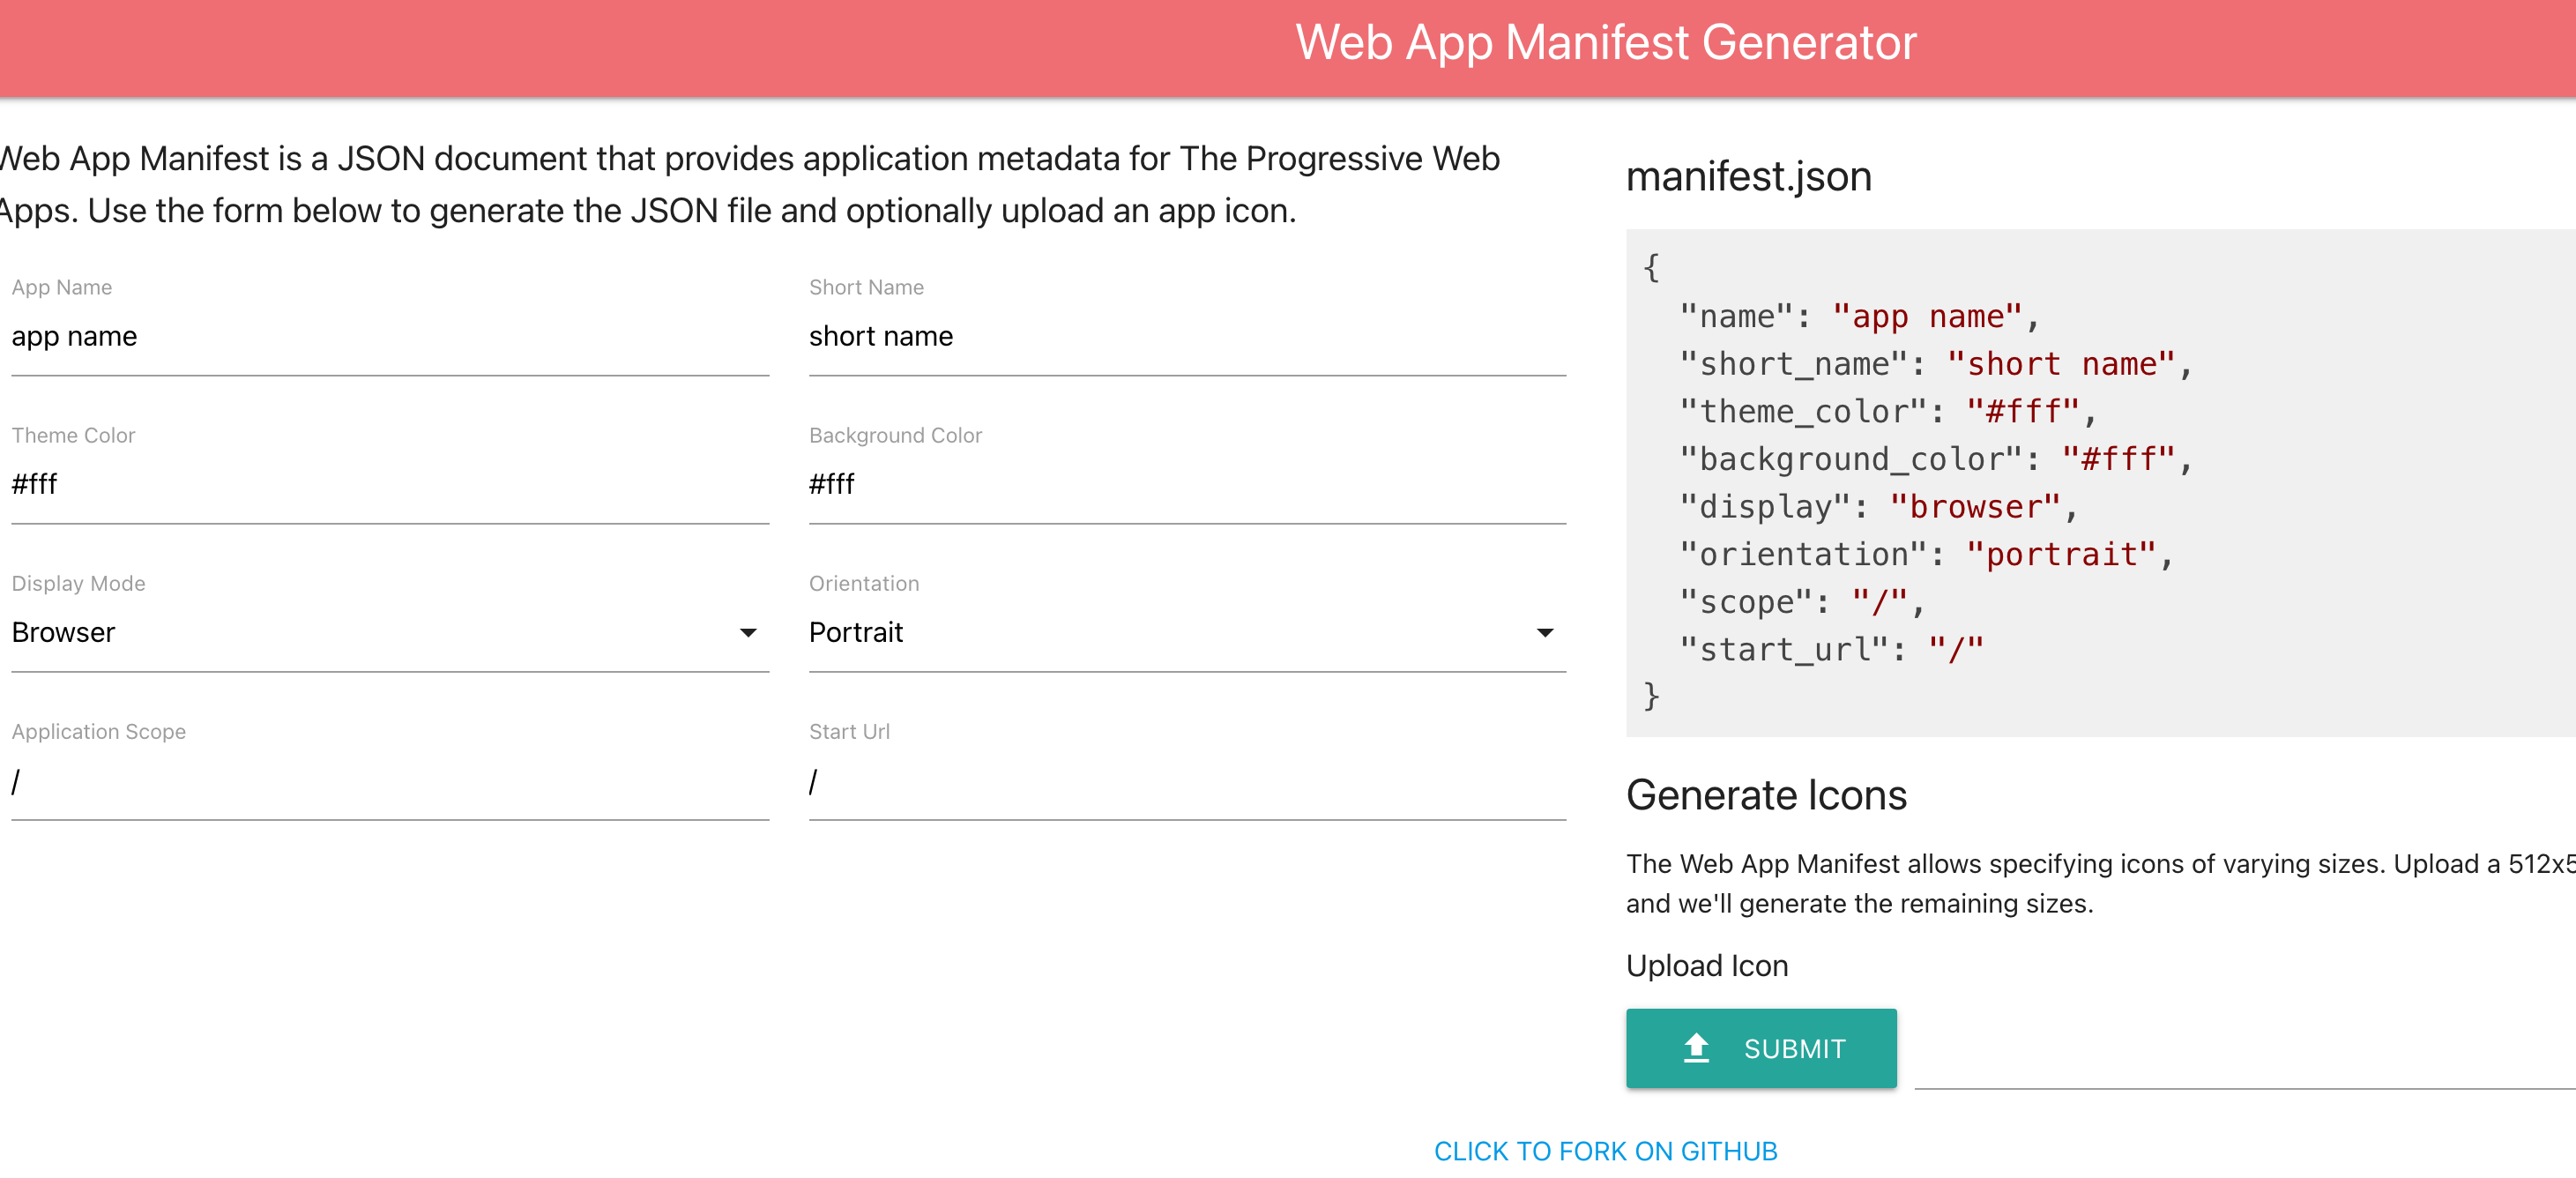 Web App Manifest Generator
Web App Manifest is a JSON document that provides application metadata for The Progressive Web
Apps. Use the form below to generate the JSON file and optionally upload an app icon.
App Name
app name
Short Name
short name
Theme Color
#fff
Background Color
#fff
Display Mode
Browser
Orientation
Portrait
Application Scope
/
Start Url
/
manifest.json
{
"name": "app name",
"short_name": "short name",
"theme_color": "#fff",
"background_color": "#fff",
"display": "browser",
"orientation": "portrait",
"scope": "/",
"start_url": "/"
}
Generate Icons
The Web App Manifest allows specifying icons of varying sizes. Upload a 512x5
and we'll generate the remaining sizes.
Upload Icon
SUBMIT
CLICK TO FORK ON GITHUB